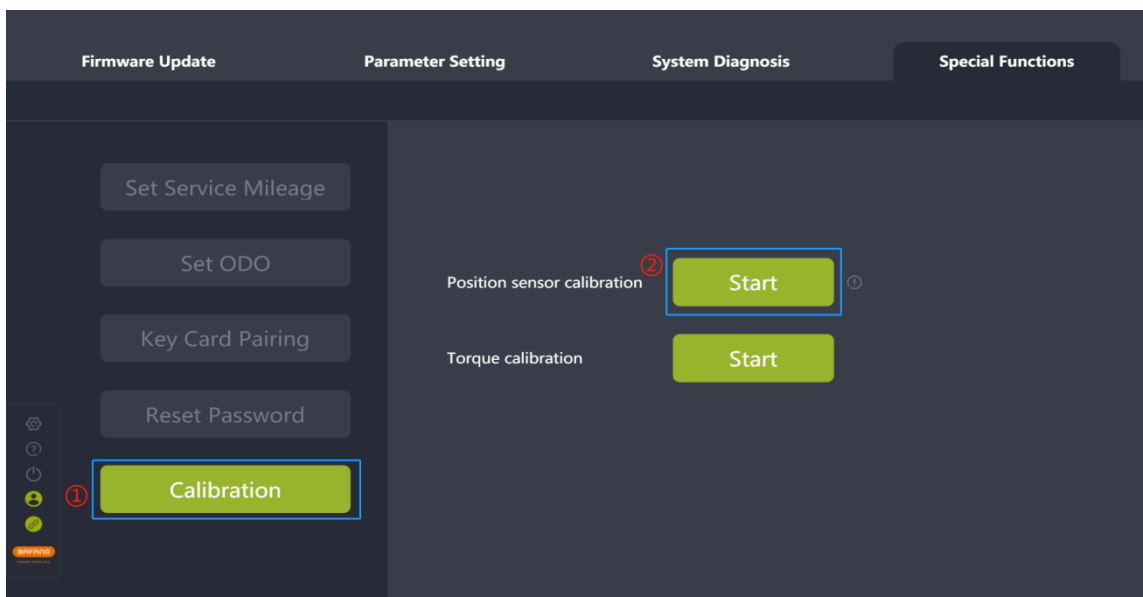 Firmware Update
Parameter Setting
System Diagnosis
Special Functions
Set Service Mileage
Set ODO
Key Card Pairing
Reset Password
① Calibration
Position sensor calibration ② Start
Torque calibration Start
BAFANG